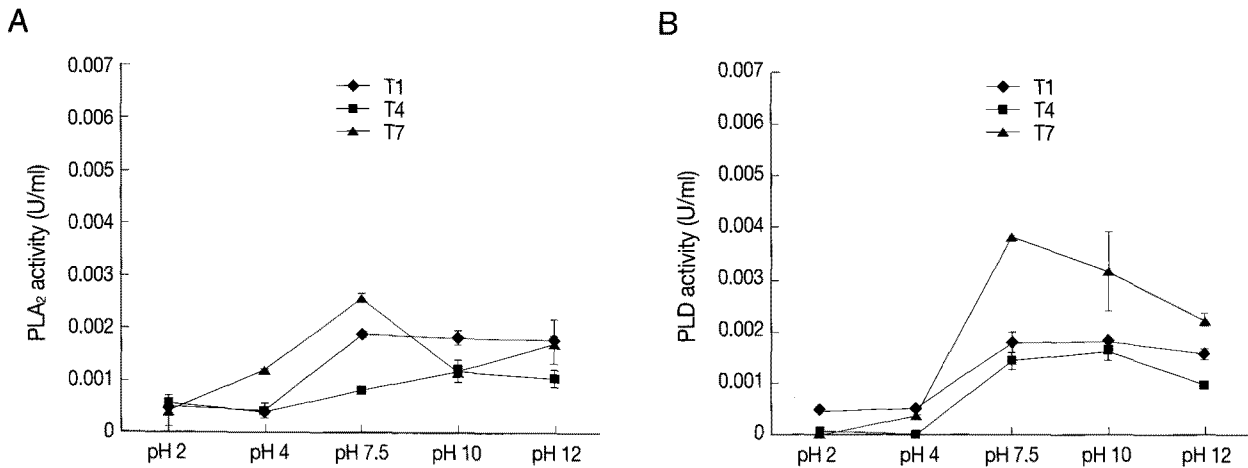 A
PLA₂ activity (U/ml)
0.007
0.006
0.005
0.004
0.003
0.002
0.001
0
T1
T4
T7
pH 2 pH 4 pH 7.5 pH 10 pH 12
B
PLD activity (U/ml)
0.007
0.006
0.005
0.004
0.003
0.002
0.001
0
T1
T4
T7
pH 2 pH 4 pH 7.5 pH 10 pH 12